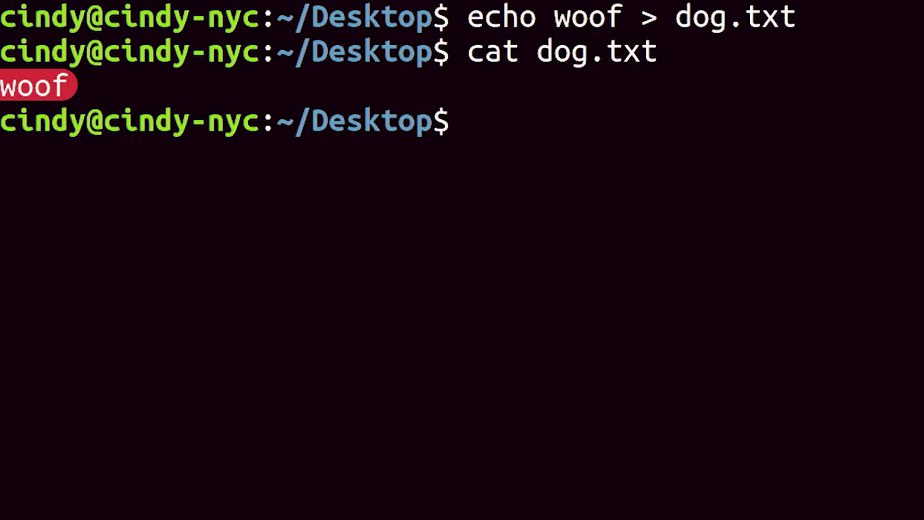 cindy@cindy-nyc:~/Desktop$ echo woof > dog.txt
cindy@cindy-nyc:~/Desktop$ cat dog.txt
woof
cindy@cindy-nyc:~/Desktop$